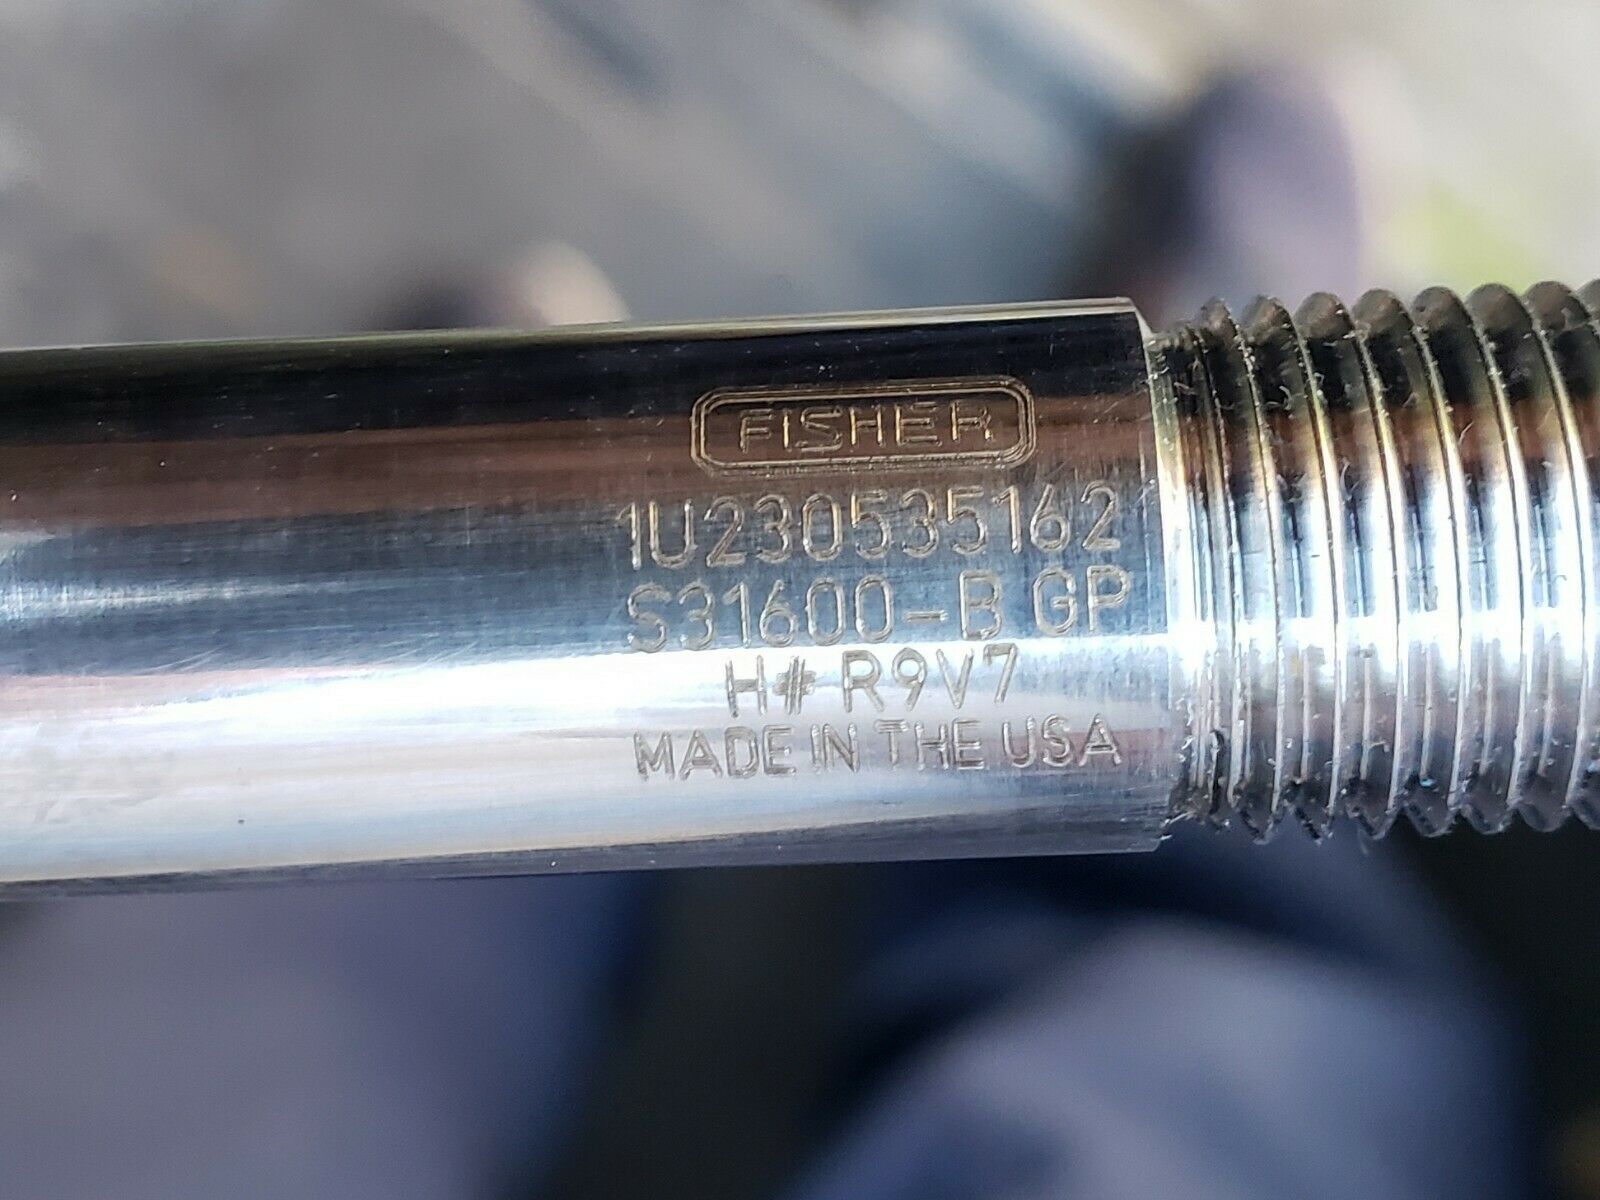 FISHER
1U230535162
S31600-B GP
H# R9V7
MADE IN THE USA